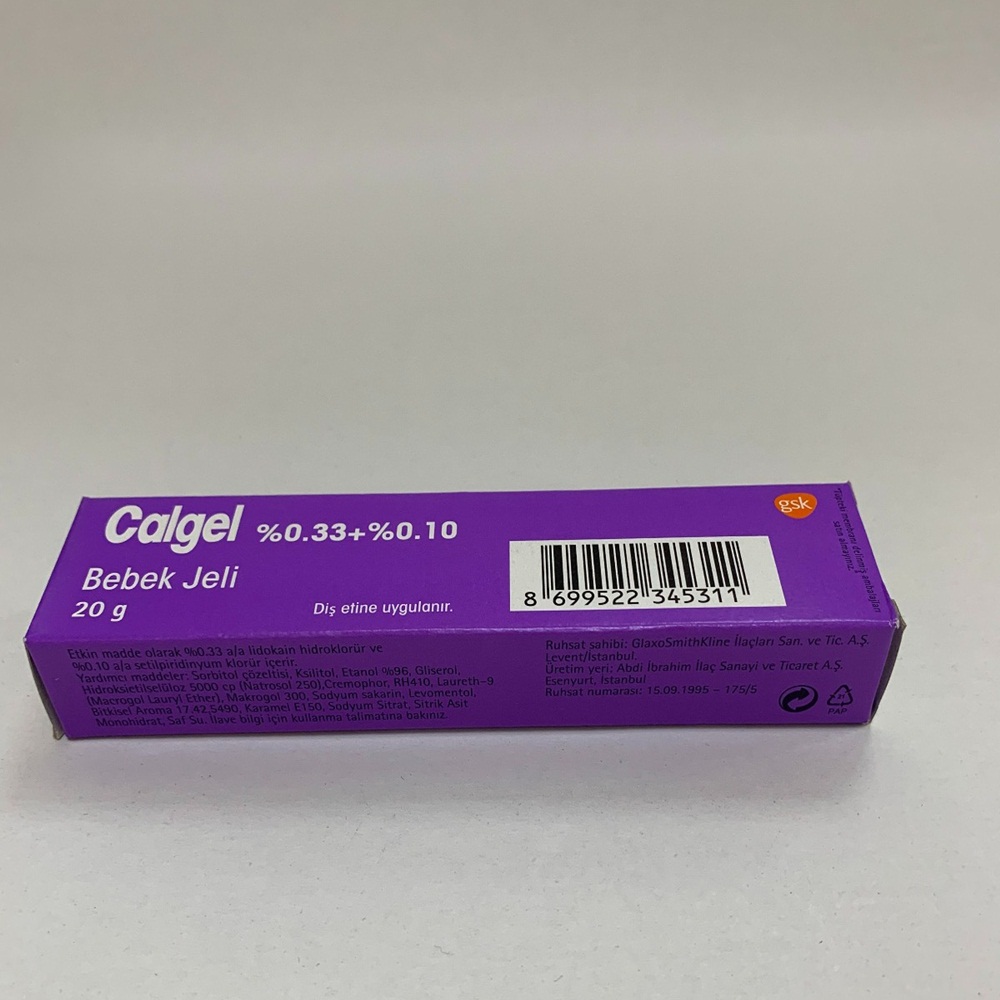 Calgel %0.33+%0.10
Bebek Jeli
20 g
Diş etine uygulanır.
8 699522 345311
gsk
satın almayınız.
Etkin madde olarak %0.33 a/a lidokain hidroklorür ve
%0.10 a/a setilpiridinyum klorür içerir.
Yardımcı maddeler: Sorbitol çözeltisi, Ksilitol, Etanol %96, Gliserol,
Hidroksietilselüloz 5000 cp (Natrosol 250),Cremophor, RH410, Laureth-9
(Macrogol Lauryl Ether), Makrogol 300, Sodyum sakarin, Levomentol,
Bitkisel Aroma 17.42.5490, Karamel E150, Sodyum Sitrat, Sitrik Asit
Monohidrat, Saf Su. İlave bilgi için kullanma talimatına bakınız.
Ruhsat sahibi: GlaxoSmithKline İlaçları San. ve Tic. A.Ş.
Levent/İstanbul.
Üretim yeri: Abdi İbrahim İlaç Sanayi ve Ticaret A.Ş.
Esenyurt, İstanbul
Ruhsat numarası: 15.09.1995 - 175/5
21
PAP